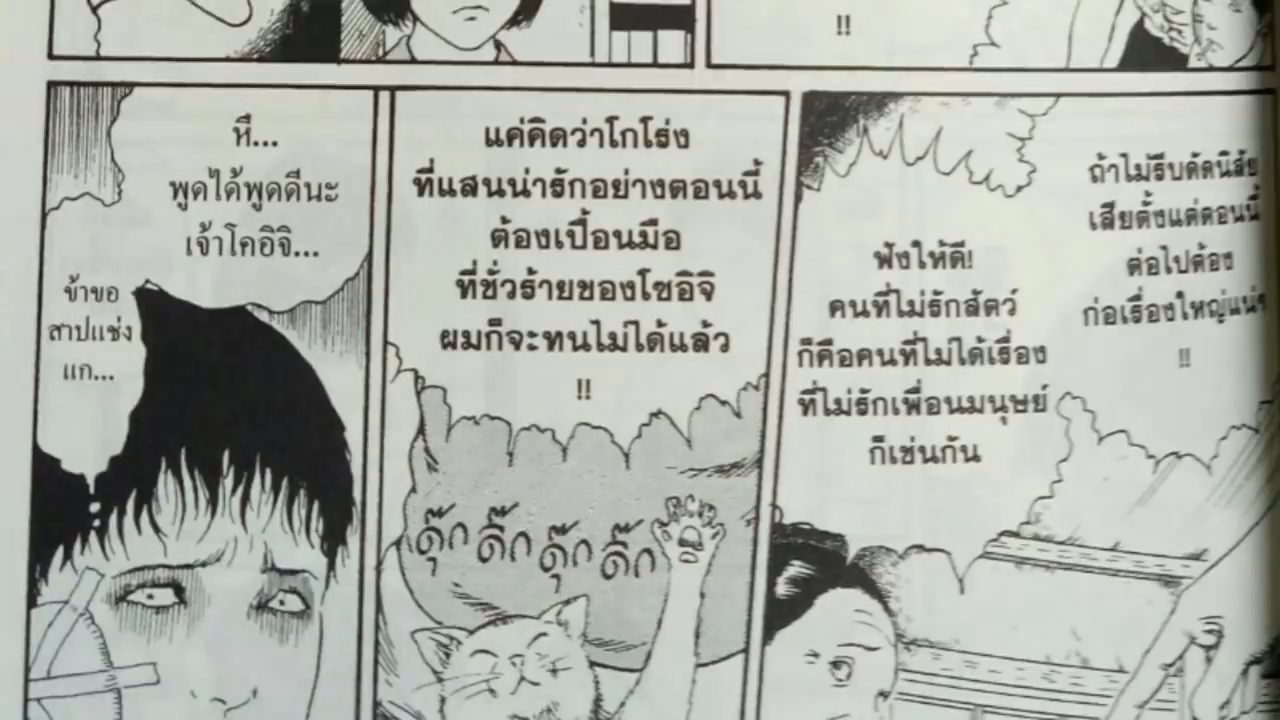 !!
ถ้าไม่รีบดัดนิสัย
เสียตั้งแต่ตอนนี้
ต่อไปต้อง
ก่อเรื่องใหญ่แน่ๆ
!!
ฟังให้ดี!
คนที่ไม่รักสัตว์
ก็คือคนที่ไม่ได้เรื่อง
ที่ไม่รักเพื่อนมนุษย์
ก็เช่นกัน
แค่คิดว่าโกโร่ง
ที่แสนน่ารักอย่างตอนนี้
ต้องเปื้อนมือ
ที่ชั่วร้ายของโซอิจิ
ผมก็จะทนไม่ได้แล้ว
!!
ดุ๊ก ดิ๊ก ดุ๊ก ดิ๊ก
หึ...
พูดได้พูดดีนะ
เจ้าโคอิจิ...
ข้าขอ
สาปแช่ง
แก...